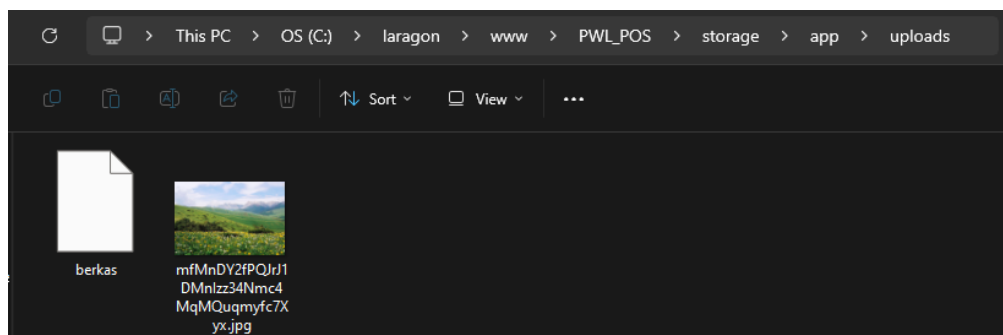 This PC > OS (C:) > laragon > www > PWL_POS > storage > app > uploads
Sort
View
berkas
mfMnDY2fPQJrJ1
DMnlzz34Nmc4
MqMQuqmyfc7X
yx.jpg